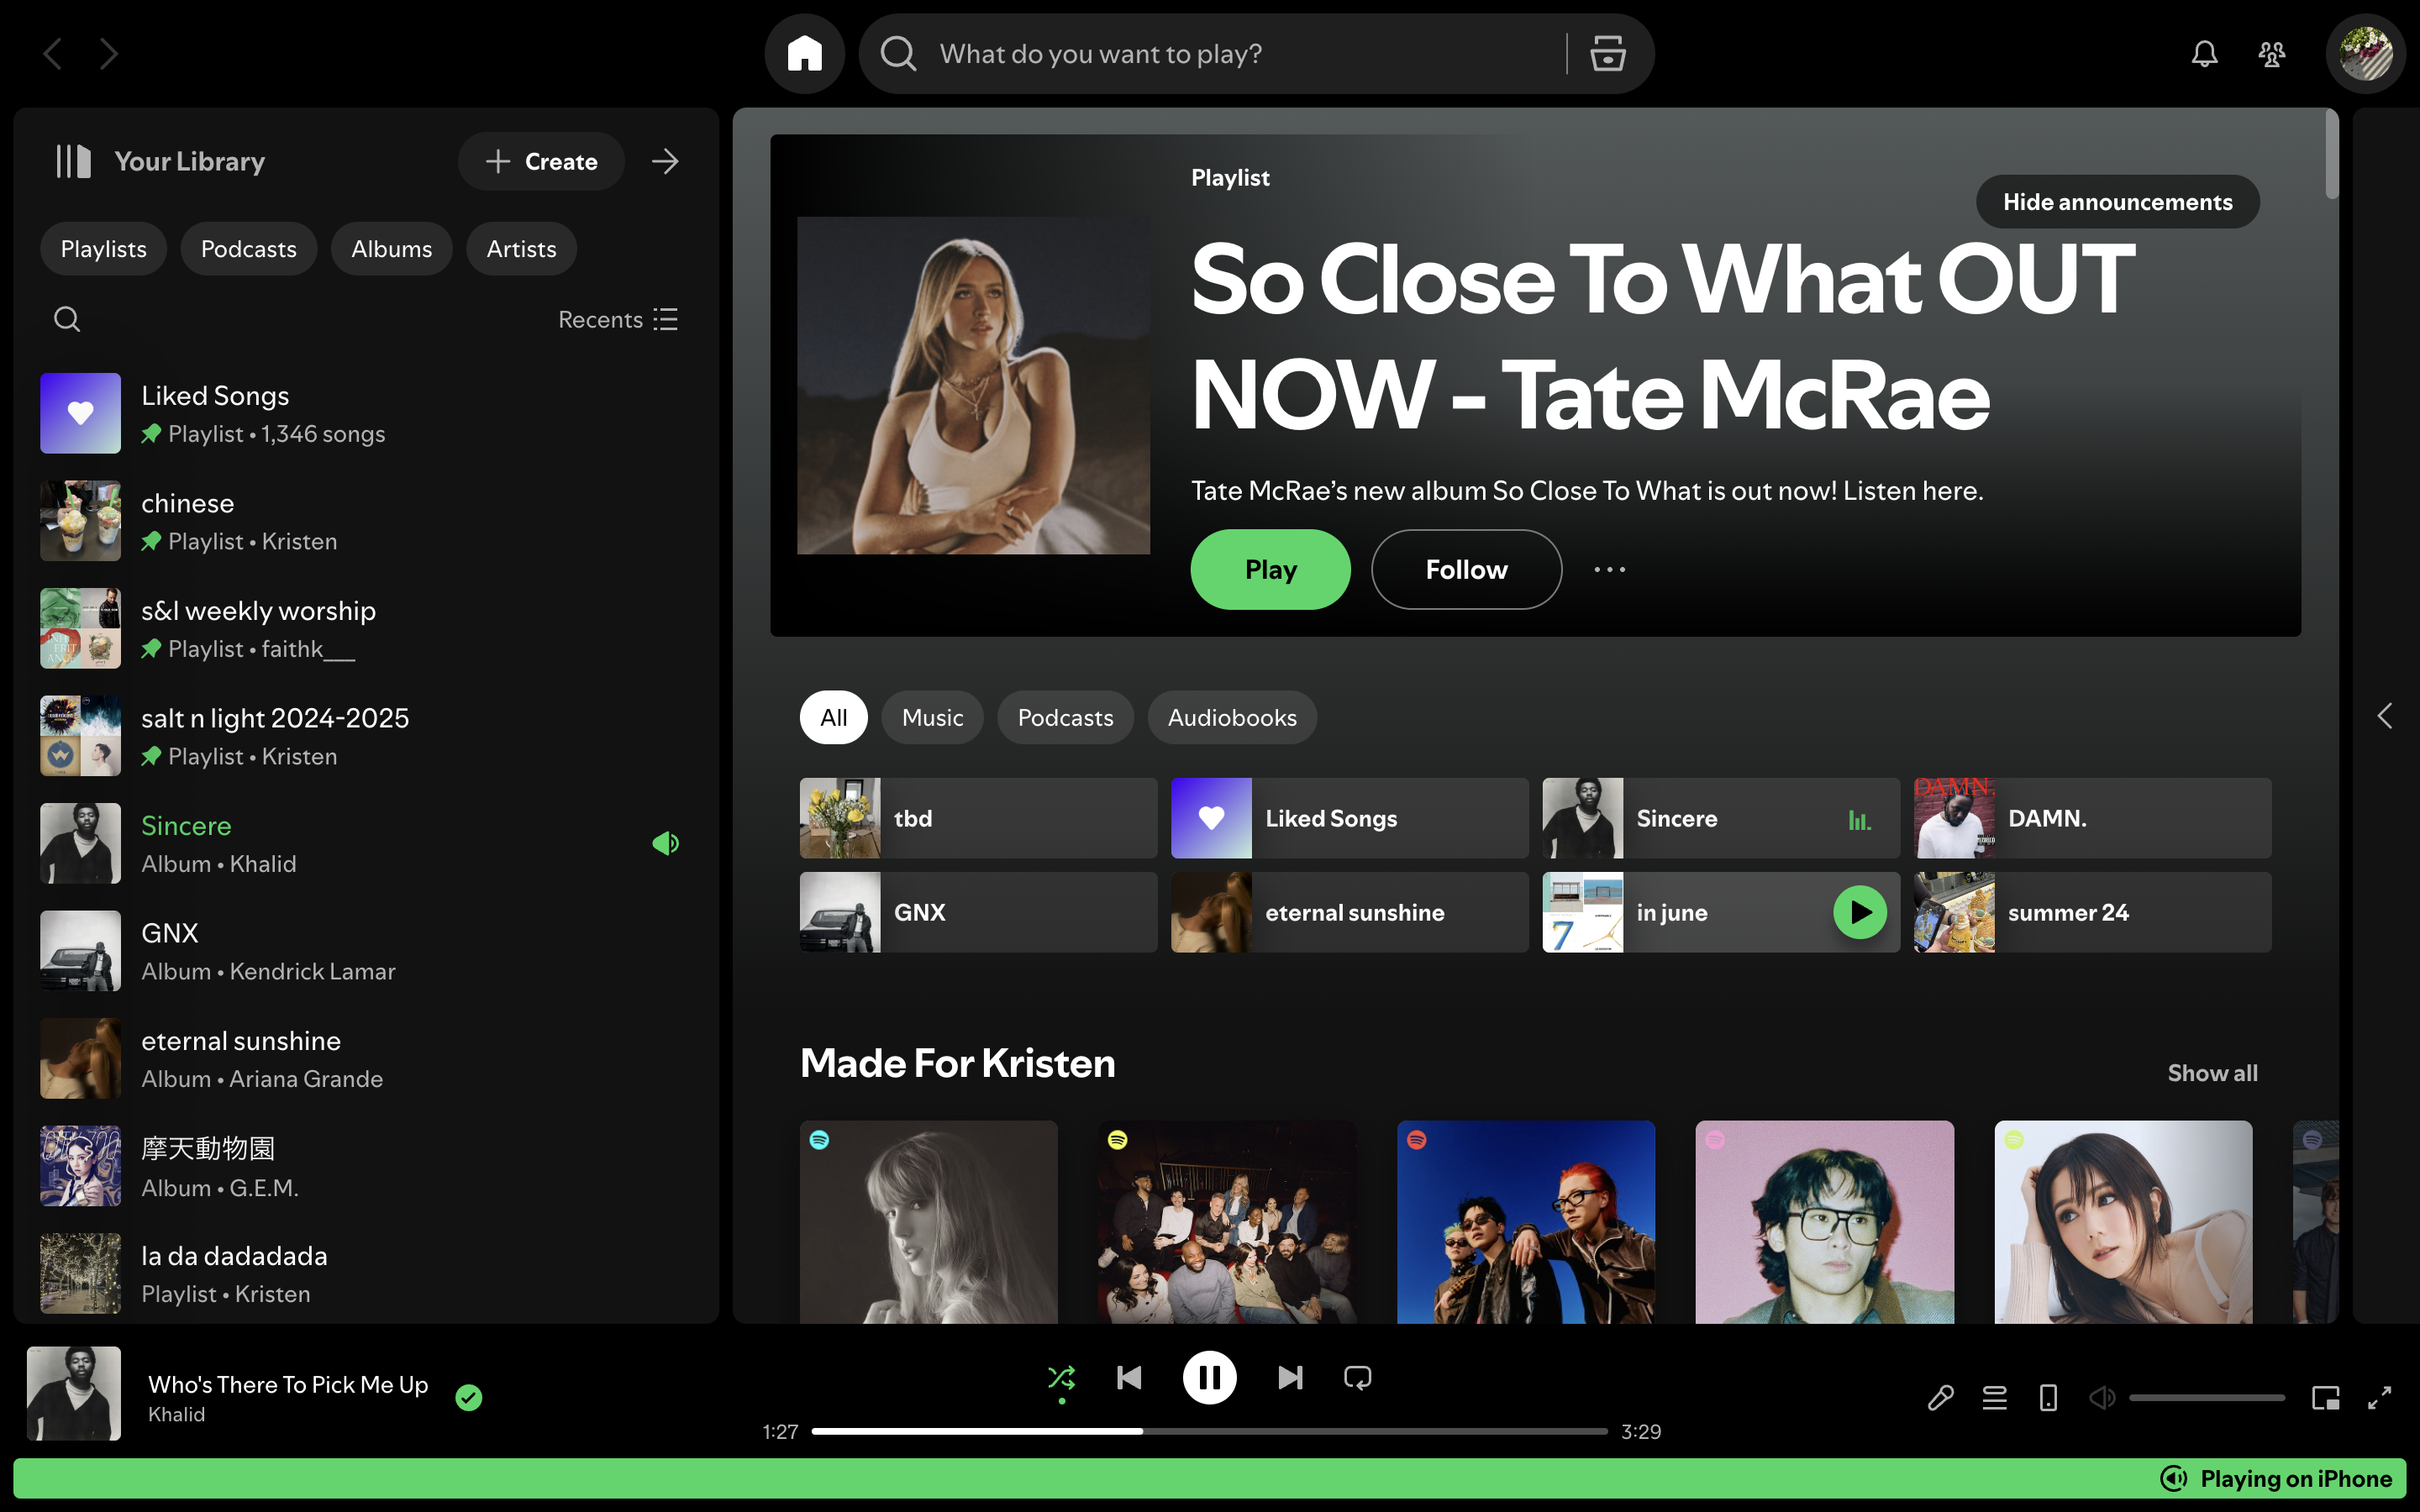 What do you want to play?
Your Library
Create
Playlists
Podcasts
Albums
Artists
Recents
Liked Songs
Playlist • 1,346 songs
chinese
Playlist • Kristen
s&l weekly worship
Playlist • faithk___
salt n light 2024-2025
Playlist • Kristen
Sincere
Album • Khalid
GNX
Album • Kendrick Lamar
eternal sunshine
Album • Ariana Grande
摩天動物園
Album • G.E.M.
la da dadadada
Playlist • Kristen
Playlist
Hide announcements
So Close To What OUT
NOW - Tate McRae
Tate McRae’s new album So Close To What is out now! Listen here.
Play
Follow
All
Music
Podcasts
Audiobooks
tbd
Liked Songs
Sincere
DAMN.
DAMN.
GNX
eternal sunshine
7
in june
summer 24
Made For Kristen
Show all
Who's There To Pick Me Up
Khalid
1:27
3:29
Playing on iPhone